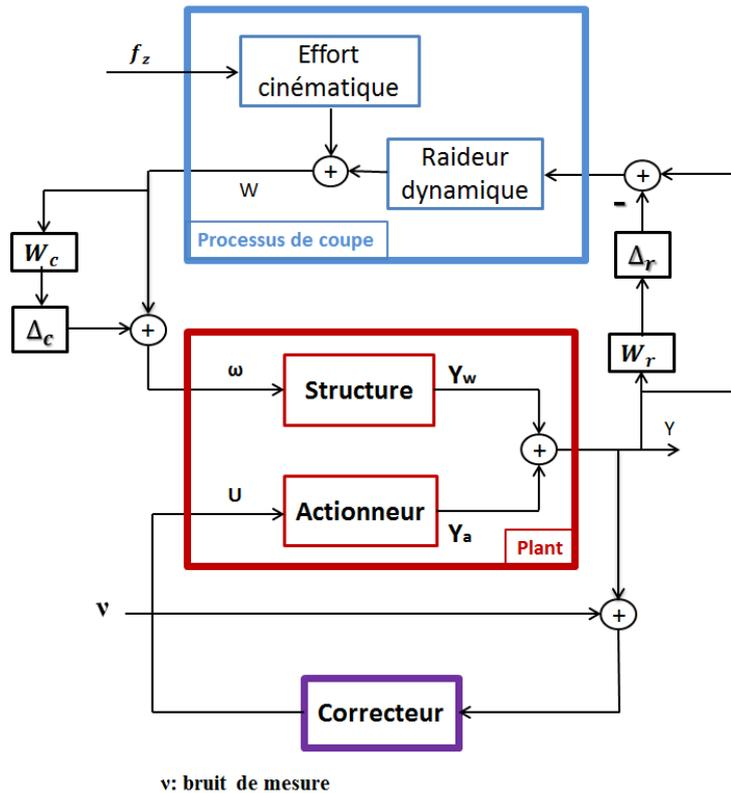 f_z
Effort
cinématique
Raideur
dynamique
+
+
W
-
Processus de coupe
W_c
Δ_r
Δ_c
+
W_r
ω
Structure
Y_w
Y
+
U
Actionneur
Y_a
Plant
ν
+
Correcteur
ν: bruit de mesure